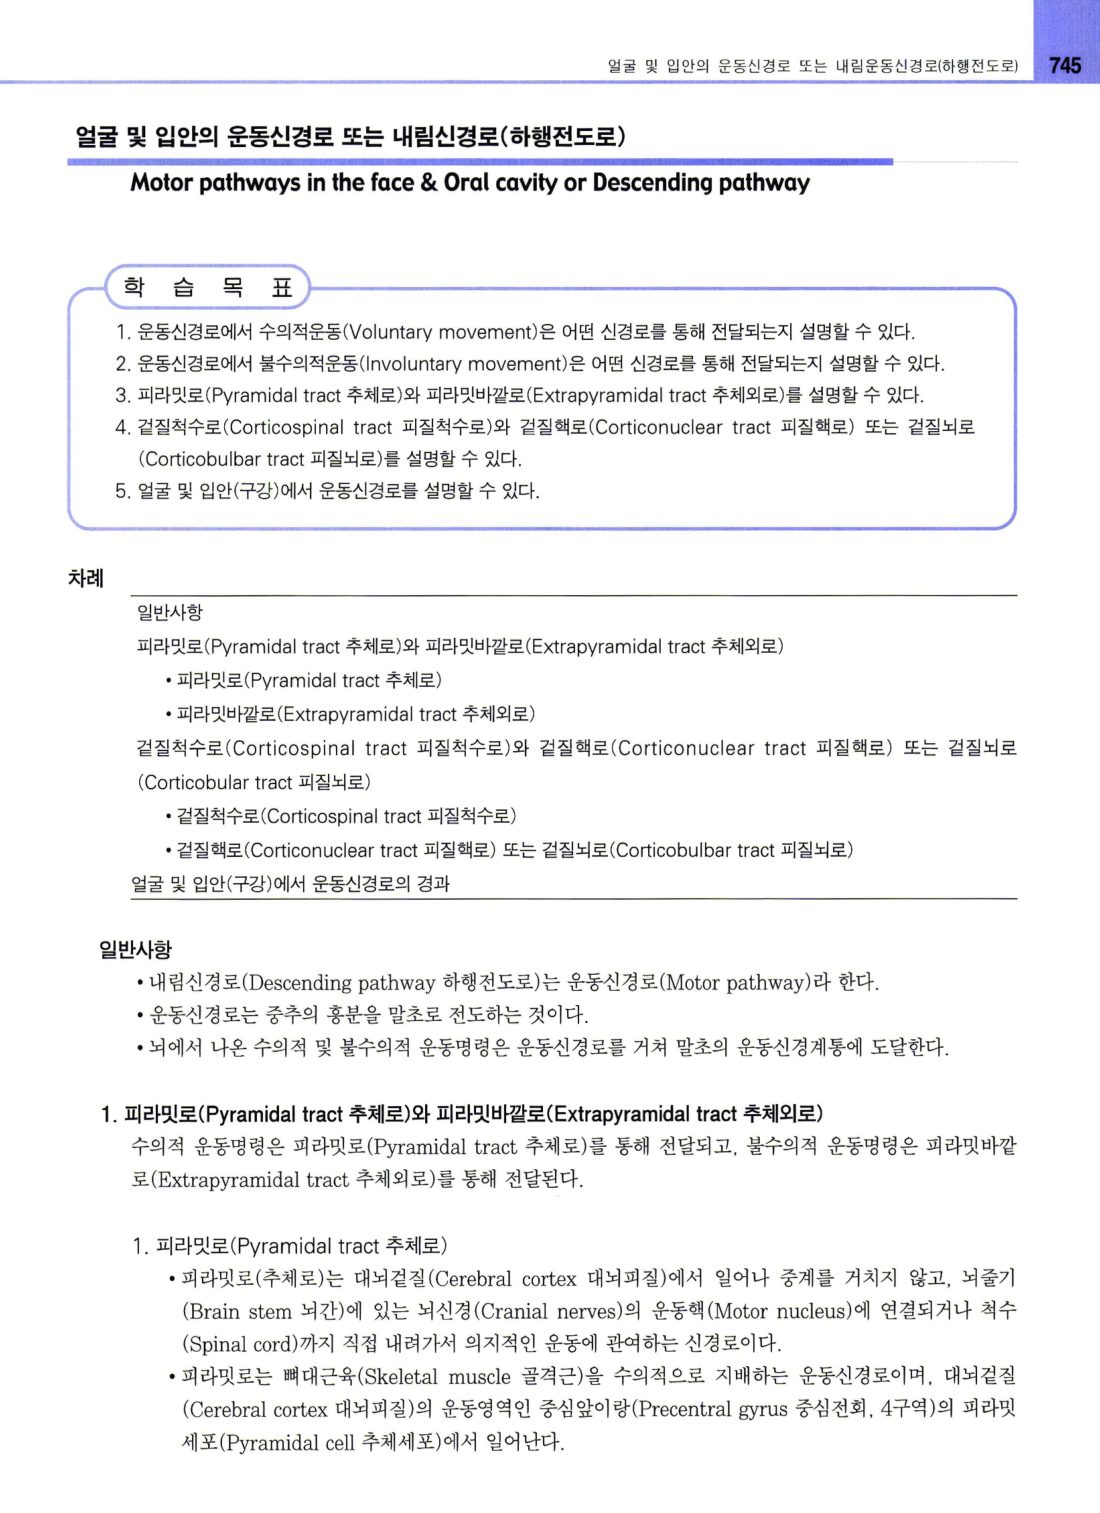 얼굴 및 입안의 운동신경로 또는 내림운동신경로(하행전도로) 745
얼굴 및 입안의 운동신경로 또는 내림신경로(하행전도로)
Motor pathways in the face & Oral cavity or Descending pathway
학 습 목 표
1. 운동신경로에서 수의적운동(Voluntary movement)은 어떤 신경로를 통해 전달되는지 설명할 수 있다.
2. 운동신경로에서 불수의적운동(Involuntary movement)은 어떤 신경로를 통해 전달되는지 설명할 수 있다.
3. 피라밋로(Pyramidal tract 추체로)와 피라밋바깥로(Extrapyramidal tract 추체외로)를 설명할 수 있다.
4. 겉질척수로(Corticospinal tract 피질척수로)와 겉질핵로(Corticonuclear tract 피질핵로) 또는 겉질뇌로
(Corticobulbar tract 피질뇌로)를 설명할 수 있다.
5. 얼굴 및 입안(구강)에서 운동신경로를 설명할 수 있다.
차례
일반사항
피라밋로(Pyramidal tract 추체로)와 피라밋바깥로(Extrapyramidal tract 추체외로)
• 피라밋로(Pyramidal tract 추체로)
• 피라밋바깥로(Extrapyramidal tract 추체외로)
겉질척수로(Corticospinal tract 피질척수로)와 겉질핵로(Corticonuclear tract 피질핵로) 또는 겉질뇌로
(Corticobular tract 피질뇌로)
• 겉질척수로(Corticospinal tract 피질척수로)
• 겉질핵로(Corticonuclear tract 피질핵로) 또는 겉질뇌로(Corticobulbar tract 피질뇌로)
얼굴 및 입안(구강)에서 운동신경로의 경과
일반사항
• 내림신경로(Descending pathway 하행전도로)는 운동신경로(Motor pathway)라 한다.
• 운동신경로는 중추의 흥분을 말초로 전도하는 것이다.
• 뇌에서 나온 수의적 및 불수의적 운동명령은 운동신경로를 거쳐 말초의 운동신경계통에 도달한다.
1. 피라밋로(Pyramidal tract 추체로)와 피라밋바깥로(Extrapyramidal tract 추체외로)
수의적 운동명령은 피라밋로(Pyramidal tract 추체로)를 통해 전달되고, 불수의적 운동명령은 피라밋바깥
로(Extrapyramidal tract 추체외로)를 통해 전달된다.
1. 피라밋로(Pyramidal tract 추체로)
• 피라밋로(추체로)는 대뇌겉질(Cerebral cortex 대뇌피질)에서 일어나 중계를 거치지 않고, 뇌줄기
(Brain stem 뇌간)에 있는 뇌신경(Cranial nerves)의 운동핵(Motor nucleus)에 연결되거나 척수
(Spinal cord)까지 직접 내려가서 의지적인 운동에 관여하는 신경로이다.
• 피라밋로는 뼈대근육(Skeletal muscle 골격근)을 수의적으로 지배하는 운동신경로이며, 대뇌겉질
(Cerebral cortex 대뇌피질)의 운동영역인 중심앞이랑(Precentral gyrus 중심전회, 4구역)의 피라밋
세포(Pyramidal cell 추체세포)에서 일어난다.